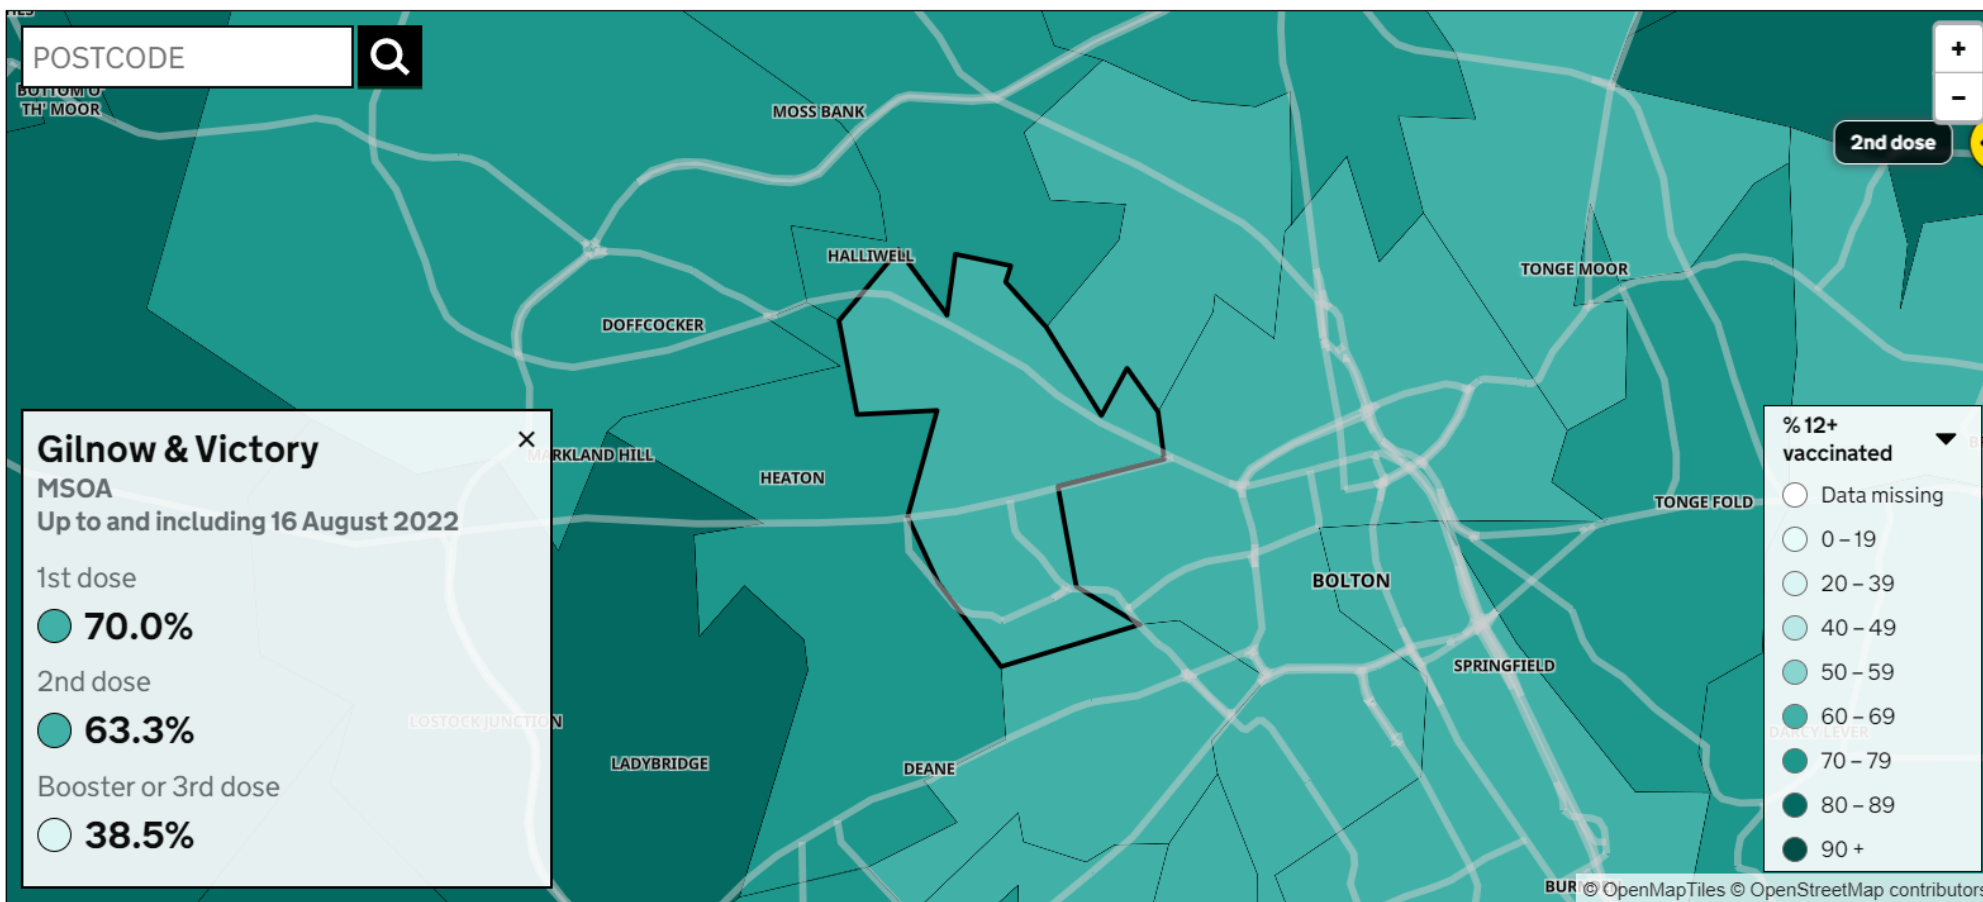 POSTCODE
BOTTOM O'
TH' MOOR
MOSS BANK
+
−
2nd dose
HALLIWELL
TONGE MOOR
DOFFCOCKER
MARKLAND HILL
HEATON
TONGE FOLD
BOLTON
SPRINGFIELD
LOSTOCK JUNCTION
LADYBRIDGE
DEANE
DARCY LEVER
Gilnow & Victory
MSOA
Up to and including 16 August 2022
1st dose
70.0%
2nd dose
63.3%
Booster or 3rd dose
38.5%
% 12+
vaccinated
Data missing
0 – 19
20 – 39
40 – 49
50 – 59
60 – 69
70 – 79
80 – 89
90 +
© OpenMapTiles © OpenStreetMap contributors